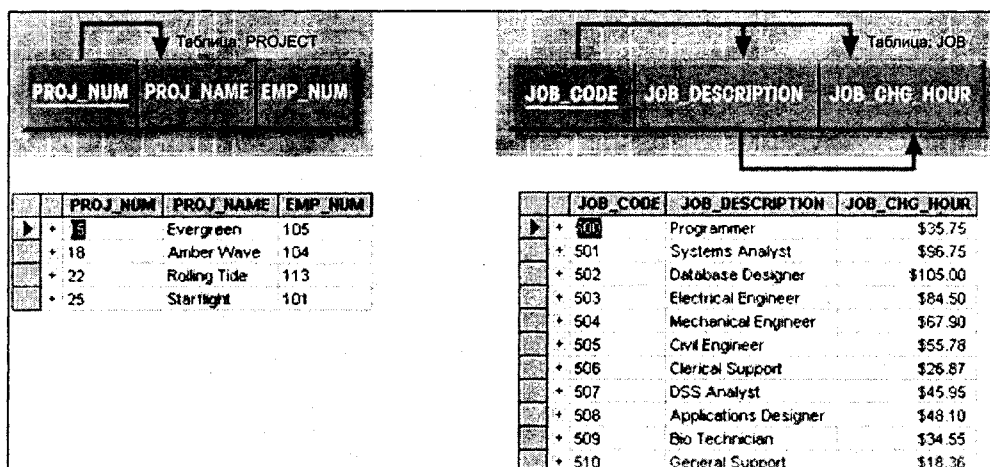 Таблица: PROJECT
PROJ_NUM PROJ_NAME EMP_NUM
PROJ_NUM PROJ_NAME EMP_NUM
15 Evergreen 105
18 Amber Wave 104
22 Rolling Tide 113
25 Starflight 101
Таблица: JOB
JOB_CODE JOB_DESCRIPTION JOB_CHG_HOUR
JOB_CODE JOB_DESCRIPTION JOB_CHG_HOUR
500 Programmer $35.75
501 Systems Analyst $96.75
502 Database Designer $105.00
503 Electrical Engineer $84.50
504 Mechanical Engineer $67.90
505 Civil Engineer $55.78
506 Clerical Support $26.87
507 DSS Analyst $45.95
508 Applications Designer $48.10
509 Bio Technician $34.55
510 General Support $18.36